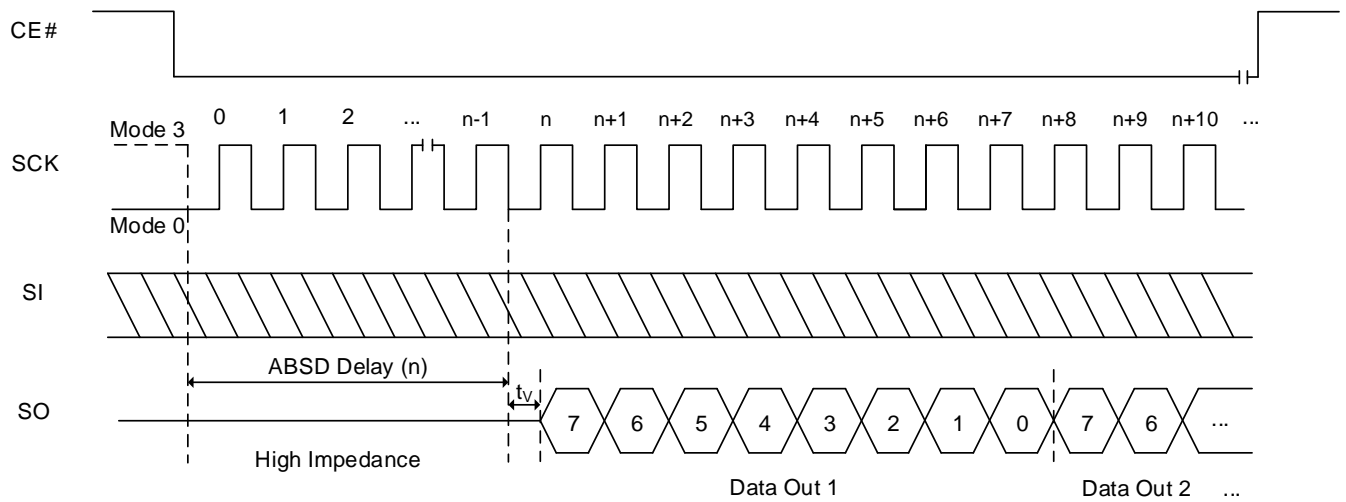 CE#
0 1 2 ... n-1 n n+1 n+2 n+3 n+4 n+5 n+6 n+7 n+8 n+9 n+10 ...
Mode 3
SCK
Mode 0
SI
ABSD Delay (n)
tV
SO
7 6 5 4 3 2 1 0 7 6 ...
High Impedance
Data Out 1 Data Out 2 ...